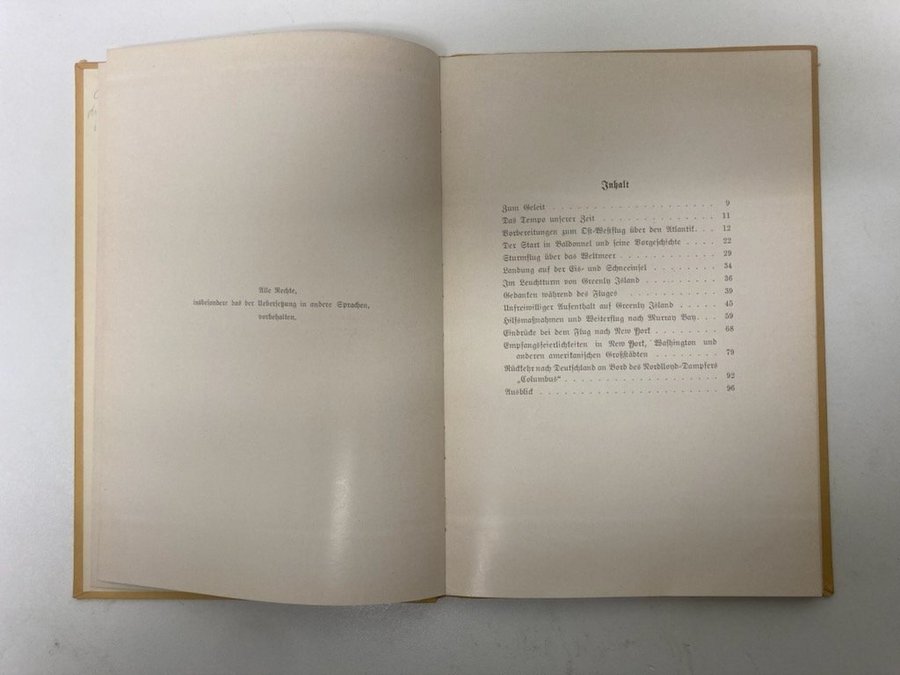 Alle Rechte,
insbesondere das der Uebersetzung in andere Sprachen,
vorbehalten.
Inhalt
Zum Geleit . . . . . . . . . . . . . . . . . . . . . 9
Das Tempo unserer Zeit . . . . . . . . . . . . . . 11
Vorbereitungen zum Ost-Westflug über den Atlantik. . . 12
Der Start in Baldonnel und seine Vorgeschichte . . . . 22
Sturmflug über das Weltmeer . . . . . . . . . . . 29
Landung auf der Eis- und Schneeinsel . . . . . . . . 34
Im Leuchtturm von Greenly Island . . . . . . . . . 36
Gedanken während des Fluges . . . . . . . . . . . 39
Unfreiwilliger Aufenthalt auf Greenly Island . . . . . 45
Hilfsmaßnahmen und Weiterflug nach Murray Bay. . . 59
Eindrücke bei dem Flug nach New York . . . . . . . 68
Empfangsfeierlichkeiten in New York, Washington und
anderen amerikanischen Großstädten . . . . . . . . 79
Rückkehr nach Deutschland an Bord des Nordlloyd-Dampfers
„Columbus“ . . . . . . . . . . . . . . . . . . 92
Ausblick . . . . . . . . . . . . . . . . . . . . . 96